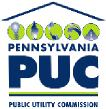 PENNSYLVANIA
PUC
PUBLIC UTILITY COMMISSION